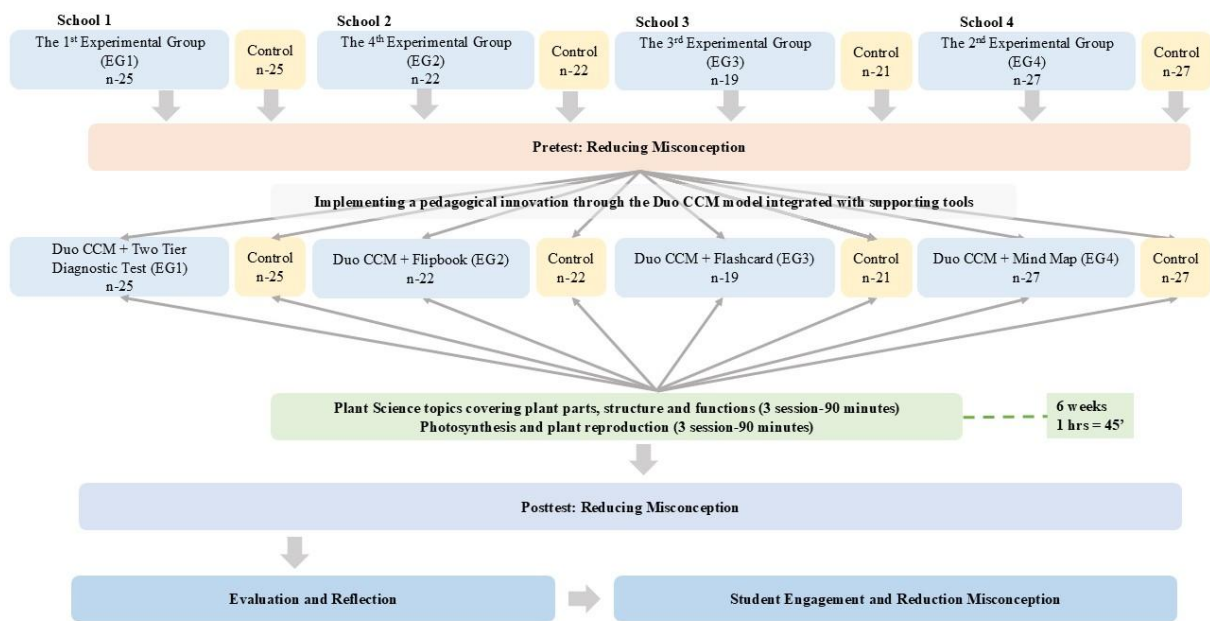 School 1
The 1st Experimental Group
(EG1)
n-25
Control
n-25
School 2
The 4th Experimental Group
(EG2)
n-22
Control
n-22
School 3
The 3rd Experimental Group
(EG3)
n-19
Control
n-21
School 4
The 2nd Experimental Group
(EG4)
n-27
Control
n-27
Pretest: Reducing Misconception
Implementing a pedagogical innovation through the Duo CCM model integrated with supporting tools
Duo CCM + Two Tier
Diagnostic Test (EG1)
n-25
Control
n-25
Duo CCM + Flipbook (EG2)
n-22
Control
n-22
Duo CCM + Flashcard (EG3)
n-19
Control
n-21
Duo CCM + Mind Map (EG4)
n-27
Control
n-27
Plant Science topics covering plant parts, structure and functions (3 session-90 minutes)
Photosynthesis and plant reproduction (3 session-90 minutes)
6 weeks
1 hrs = 45’
Posttest: Reducing Misconception
Evaluation and Reflection
Student Engagement and Reduction Misconception